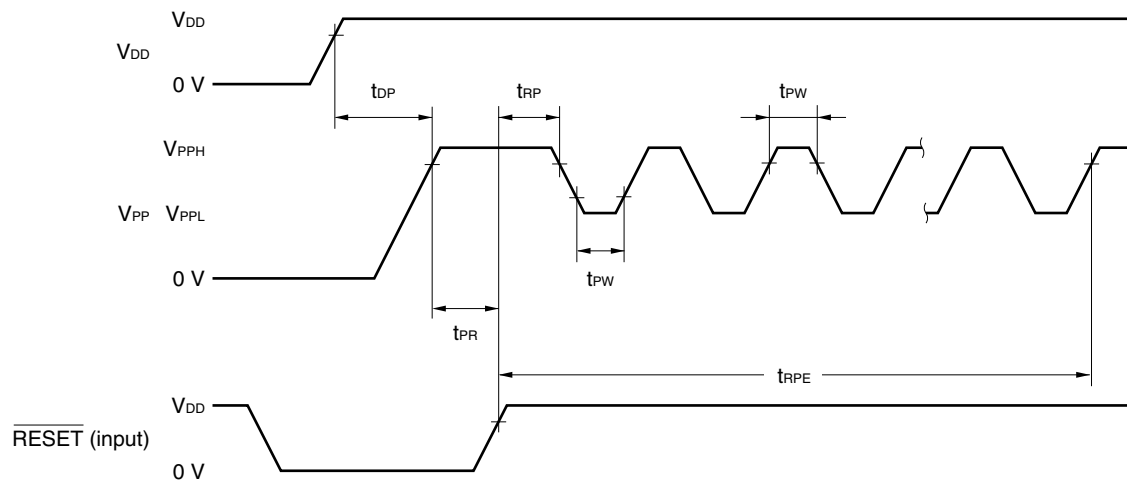 VDD
VDD
0 V
tDP
tRP
tPW
VPPH
VPP VPPL
0 V
tPW
tPR
tRPE
VDD
RESET (input)
0 V